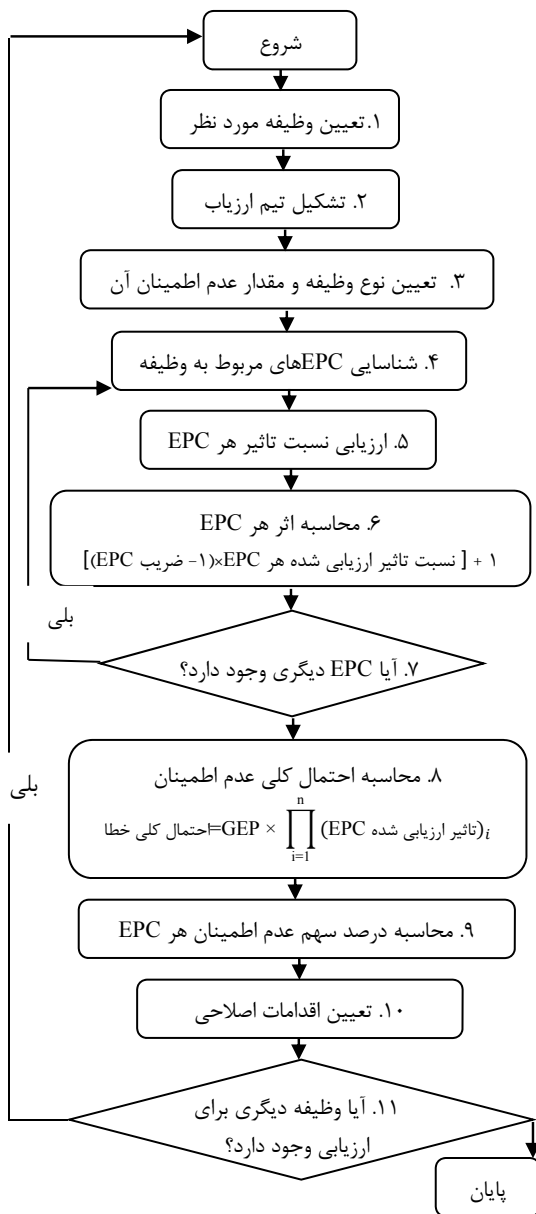 شروع
۱.تعیین وظیفه مورد نظر
۲. تشکیل تیم ارزیاب
۳. تعیین نوع وظیفه و مقدار عدم اطمینان آن
۴. شناسایی EPCهای مربوط به وظیفه
۵. ارزیابی نسبت تاثیر هر EPC
۶. محاسبه اثر هر EPC
[(ضریب EPC -۱)×نسبت تاثیر ارزیابی شده هر EPC ] + ۱
بلی
۷. آیا EPC دیگری وجود دارد؟
۸. محاسبه احتمال کلی عدم اطمینان
احتمال کلی خطا=GEP × ∏ n i=1 (تاثیر ارزیابی شده EPC)i
بلی
۹. محاسبه درصد سهم عدم اطمینان هر EPC
۱۰. تعیین اقدامات اصلاحی
۱۱. آیا وظیفه دیگری برای
ارزیابی وجود دارد؟
پایان